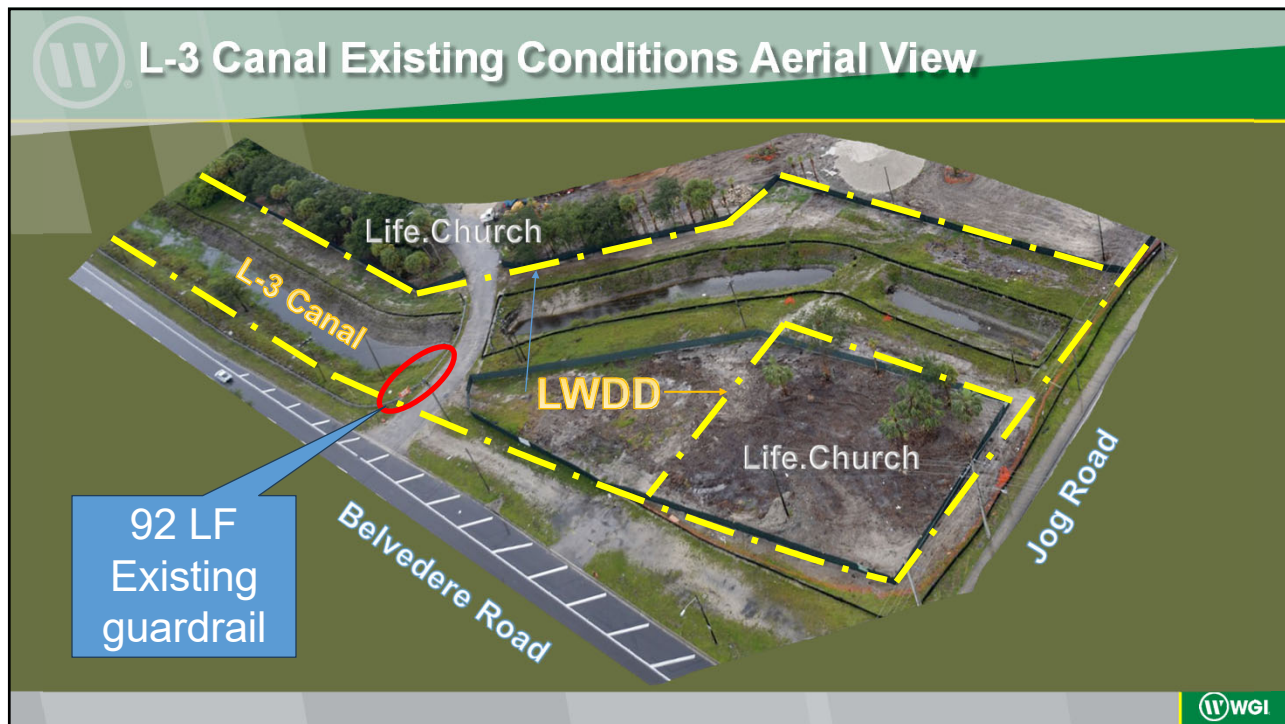 L-3 Canal Existing Conditions Aerial View
Life.Church
L-3 Canal
LWDD
Life.Church
Jog Road
Belvedere Road
92 LF
Existing
guardrail
W
WGI